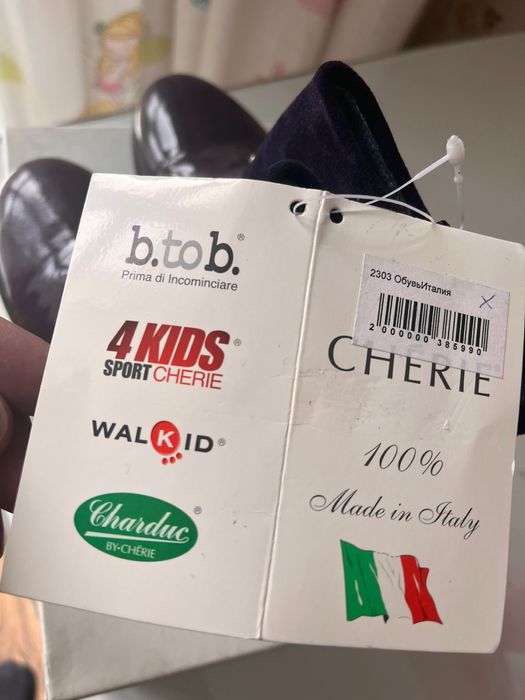 b.to b.®
Prima di Incominciare
4 KIDS®
SPORT CHERIE
WALKID®
Charduc®
BY•CHÉRIE
2303 ОбувьИталия
2 000000 385990
CHERIE
100%
Made in Italy